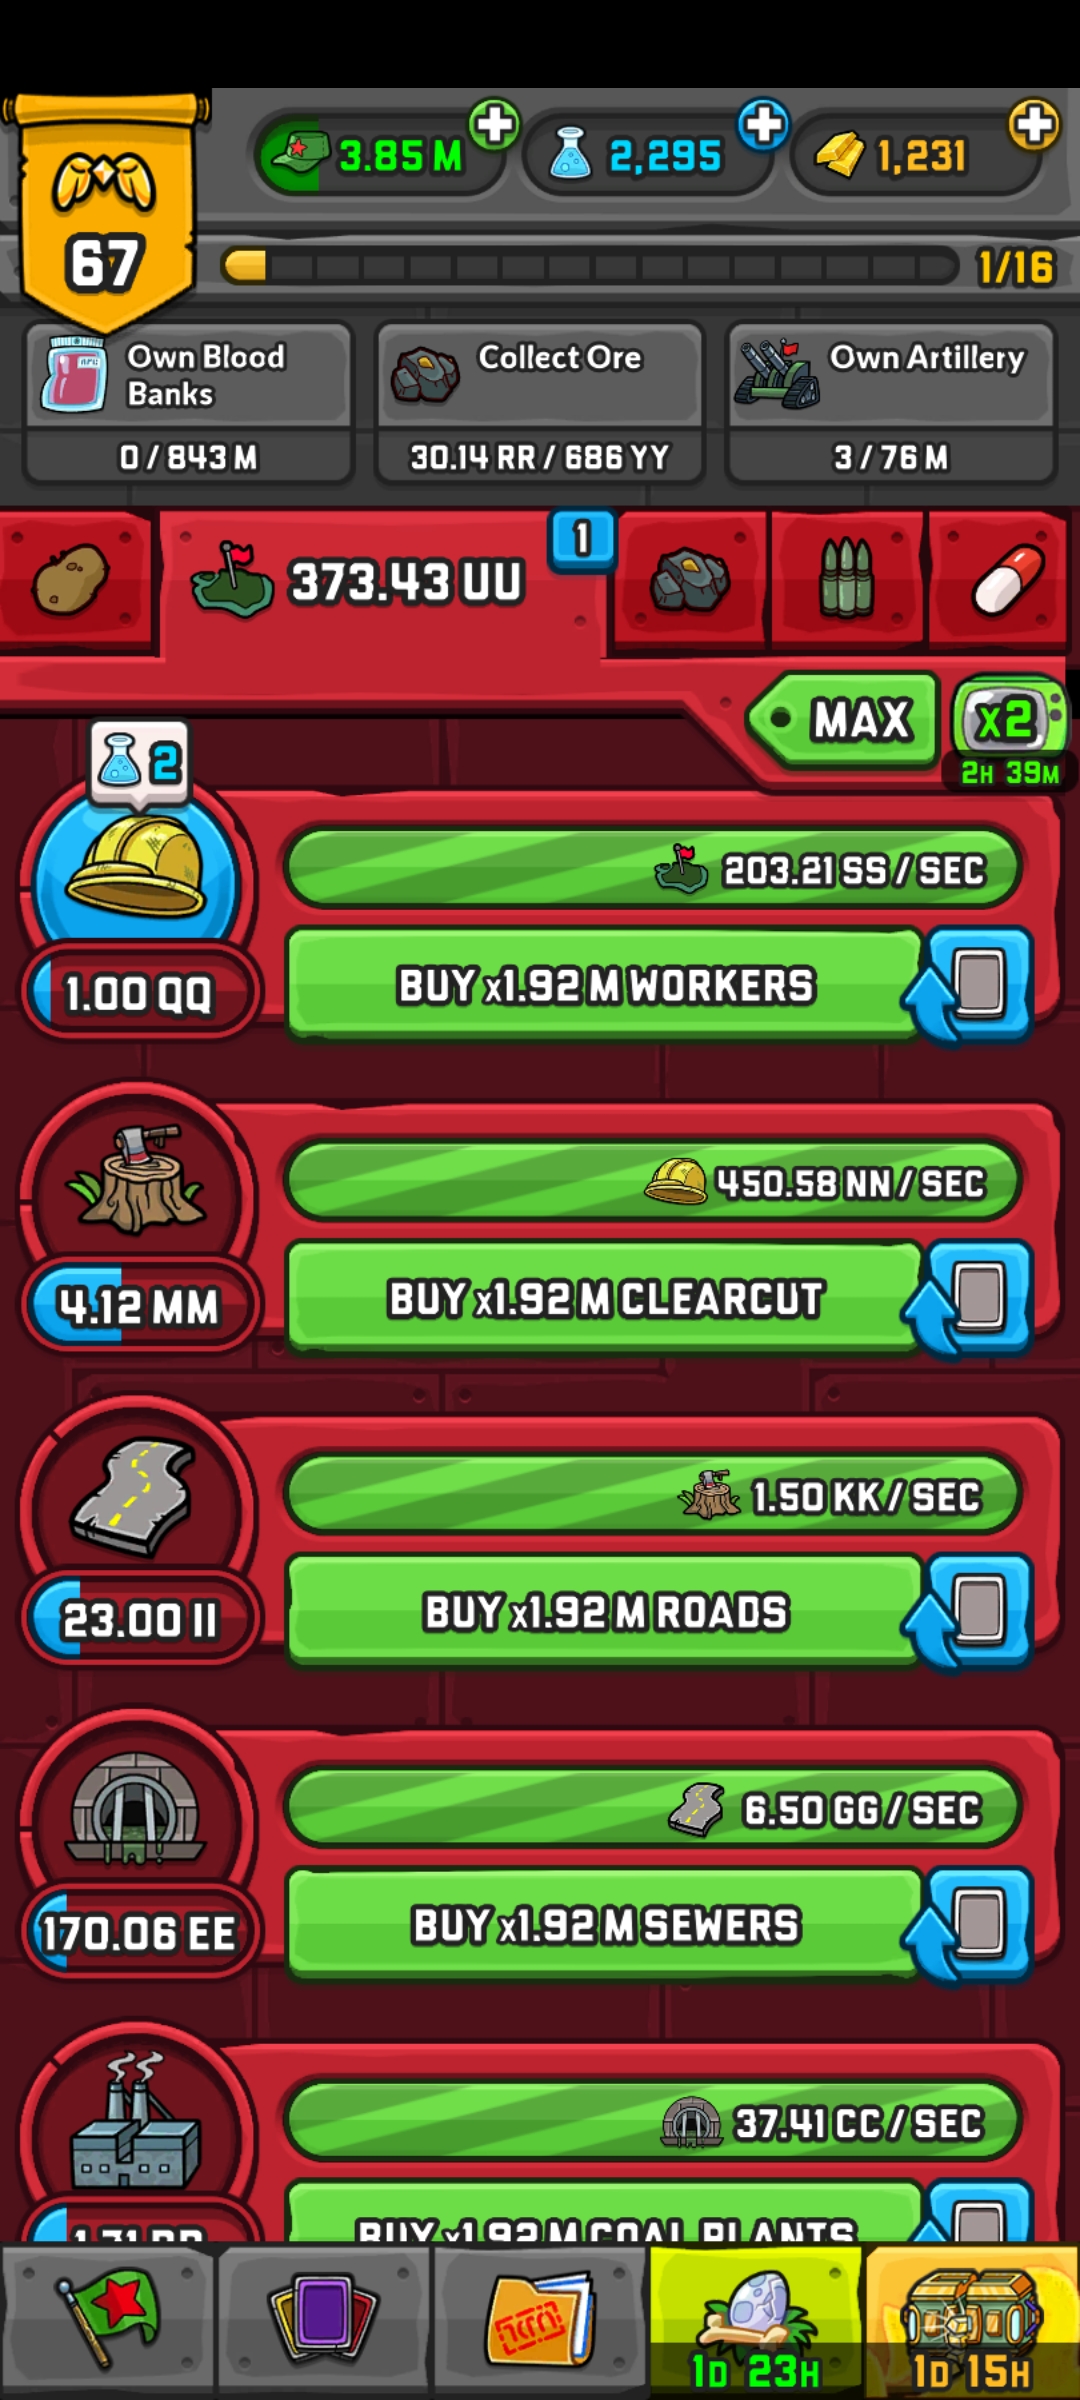 3.85 M
2,295
1,231
67
1/16
Own Blood
Banks
Collect Ore
Own Artillery
0 / 843 M
30.14 RR / 686 YY
3 / 76 M
1
373.43 UU
MAX
x2
2H 39M
2
203.21 SS / SEC
BUY x1.92 M WORKERS
1.00 QQ
450.58 NN / SEC
BUY x1.92 M CLEARCUT
4.12 MM
1.50 KK / SEC
BUY x1.92 M ROADS
23.00 II
6.50 GG / SEC
BUY x1.92 M SEWERS
170.06 EE
37.41 CC / SEC
BUY x1.92 M COAL PLANTS
1D 23H
1D 15H